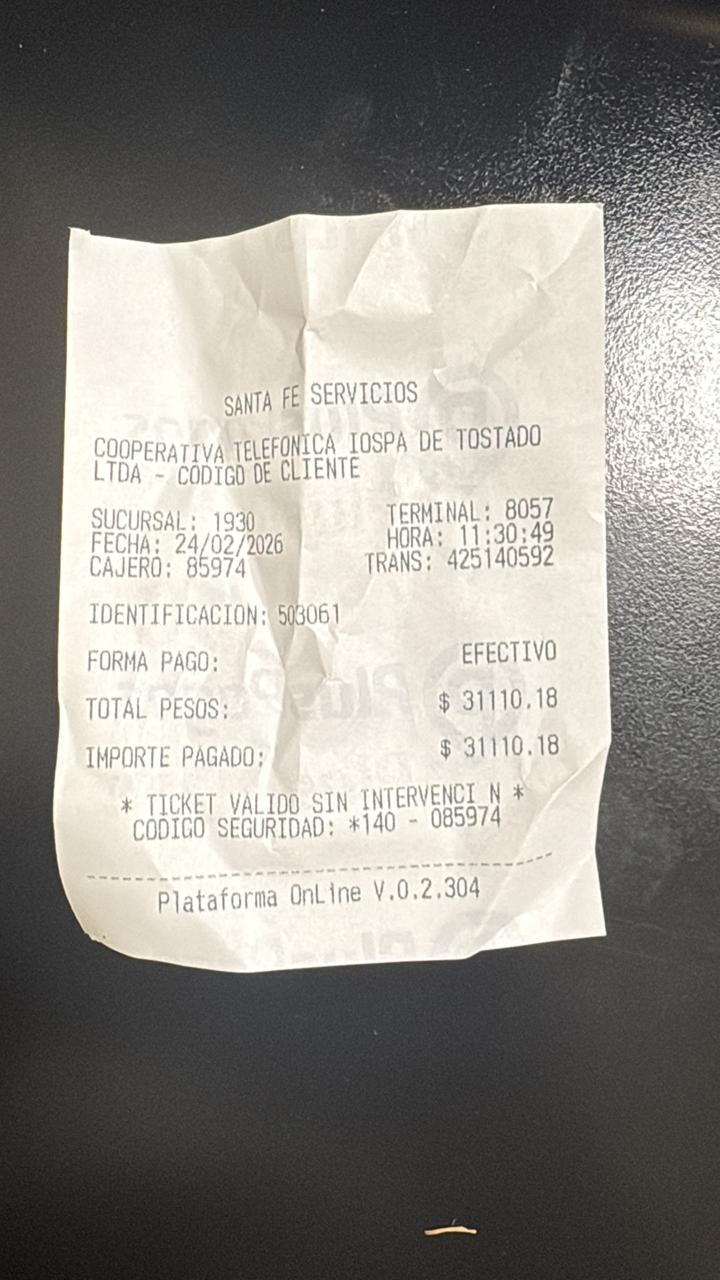 SANTA FE SERVICIOS
COOPERATIVA TELEFONICA IOSPA DE TOSTADO
LTDA - CODIGO DE CLIENTE
SUCURSAL: 1930 TERMINAL: 8057
FECHA: 24/02/2026 HORA: 11:30:49
CAJERO: 85974 TRANS: 425140592
IDENTIFICACION: 503061
FORMA PAGO: EFECTIVO
TOTAL PESOS: $ 31110.18
IMPORTE PAGADO: $ 31110.18
* TICKET VALIDO SIN INTERVENCI N *
CODIGO SEGURIDAD: *140 - 085974
Plataforma OnLine V.0.2.304